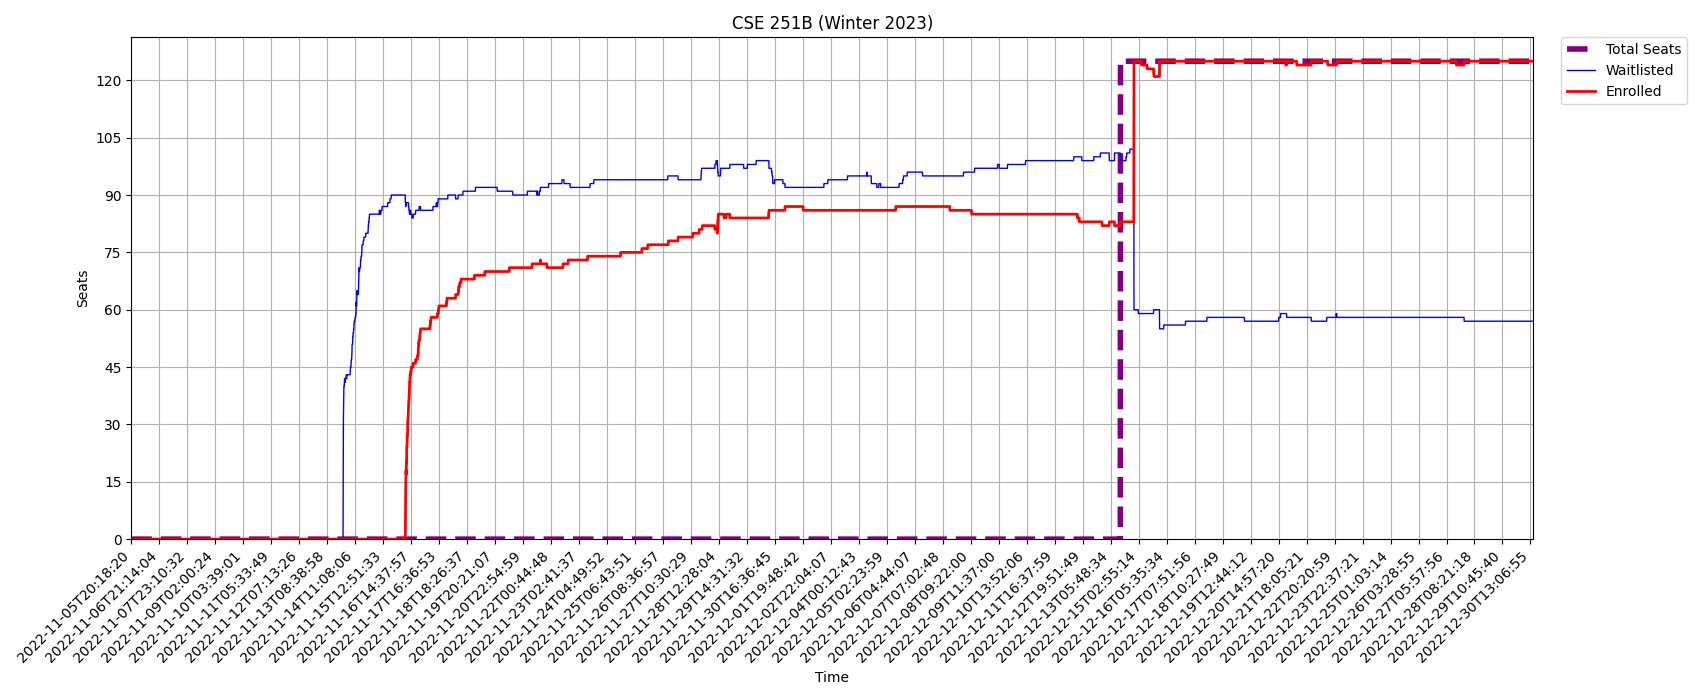 CSE 251B (Winter 2023)
Total Seats
Waitlisted
Enrolled
Seats
120
105
90
75
60
45
30
15
0
2022-11-05T20:18:20
2022-11-06T21:14:04
2022-11-07T23:10:32
2022-11-09T02:00:24
2022-11-10T03:39:01
2022-11-11T05:33:49
2022-11-12T07:13:26
2022-11-13T08:38:58
2022-11-14T11:08:06
2022-11-15T12:51:33
2022-11-16T14:37:57
2022-11-17T16:36:53
2022-11-18T18:26:37
2022-11-19T20:21:07
2022-11-20T22:54:59
2022-11-22T00:44:48
2022-11-23T02:41:37
2022-11-24T04:49:52
2022-11-25T06:43:51
2022-11-26T08:36:57
2022-11-27T10:30:29
2022-11-28T12:28:04
2022-11-29T14:31:32
2022-11-30T16:36:45
2022-12-01T19:48:42
2022-12-02T22:04:07
2022-12-04T00:12:43
2022-12-05T02:23:59
2022-12-06T04:44:07
2022-12-07T07:02:48
2022-12-08T09:22:00
2022-12-09T11:37:00
2022-12-10T13:52:06
2022-12-11T16:37:59
2022-12-12T19:51:49
2022-12-13T05:48:34
2022-12-15T02:55:14
2022-12-16T05:35:34
2022-12-17T07:51:56
2022-12-18T10:27:49
2022-12-19T12:44:12
2022-12-20T14:57:20
2022-12-21T18:05:21
2022-12-22T20:20:59
2022-12-23T22:37:21
2022-12-25T01:03:14
2022-12-26T03:28:55
2022-12-27T05:57:56
2022-12-28T08:21:18
2022-12-29T10:45:40
2022-12-30T13:06:55
Time